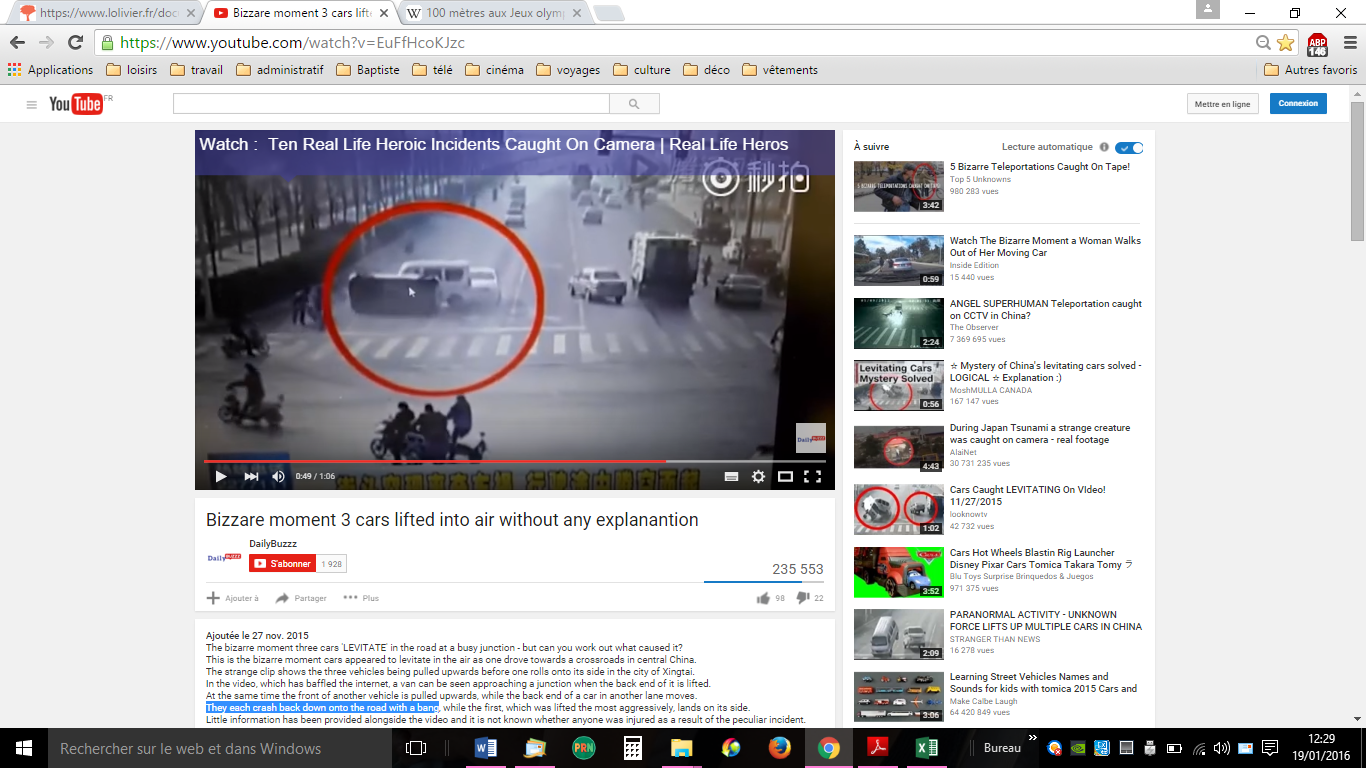 https://www.lolivier.fr/doc
Bizzare moment 3 cars lift
100 mètres aux Jeux olymp
https://www.youtube.com/watch?v=EuFfHcoKJzc
ABP
146
Applications
loisirs
travail
administratif
Baptiste
télé
cinéma
voyages
culture
déco
vêtements
Autres favoris
YouTube FR
Mettre en ligne
Connexion
Watch : Ten Real Life Heroic Incidents Caught On Camera | Real Life Heros
秒拍
0:49 / 1:06
Bizzare moment 3 cars lifted into air without any explanantion
DailyBuzzz
S'abonner
1 928
235 553
Ajouter à
Partager
Plus
98
22
Ajoutée le 27 nov. 2015
The bizarre moment three cars 'LEVITATE' in the road at a busy junction - but can you work out what caused it?
This is the bizarre moment cars appeared to levitate in the air as one drove towards a crossroads in central China.
The strange clip shows the three vehicles being pulled upwards before one rolls onto its side in the city of Xingtai.
In the video, which has baffled the internet, a van can be seen approaching a junction when the back end of it is lifted.
At the same time the front of another vehicle is pulled upwards, while the back end of a car in another lane moves.
They each crash back down onto the road with a bang, while the first, which was lifted the most aggressively, lands on its side.
Little information has been provided alongside the video and it is not known whether anyone was injured as a result of the peculiar incident.
À suivre
Lecture automatique
5 Bizarre Teleportations Caught On Tape!
Top 5 Unknowns
980 283 vues
3:42
Watch The Bizarre Moment a Woman Walks
Out of Her Moving Car
Inside Edition
15 440 vues
0:59
ANGEL SUPERHUMAN Teleportation caught
on CCTV in China?
The Observer
7 369 695 vues
2:24
Levitating Cars
Mystery Solved
0:56
☆ Mystery of China's levitating cars solved -
LOGICAL ☆ Explanation :)
MoshMULLA CANADA
167 147 vues
During Japan Tsunami a strange creature
was caught on camera - real footage
AlaiNet
30 731 235 vues
4:43
Cars Caught LEVITATING On VIdeo!
11/27/2015
looknowtv
42 732 vues
1:02
Cars Hot Wheels Blastin Rig Launcher
Disney Pixar Cars Tomica Takara Tomy ラ
Blu Toys Surprise Brinquedos & Juegos
971 375 vues
3:52
PARANORMAL ACTIVITY - UNKNOWN
FORCE LIFTS UP MULTIPLE CARS IN CHINA
STRANGER THAN NEWS
16 278 vues
2:09
Learning Street Vehicles Names and
Sounds for kids with tomica 2015 Cars and
Make Calbe Laugh
64 420 849 vues
3:06
Rechercher sur le web et dans Windows
PRN
Bureau
12:29
19/01/2016